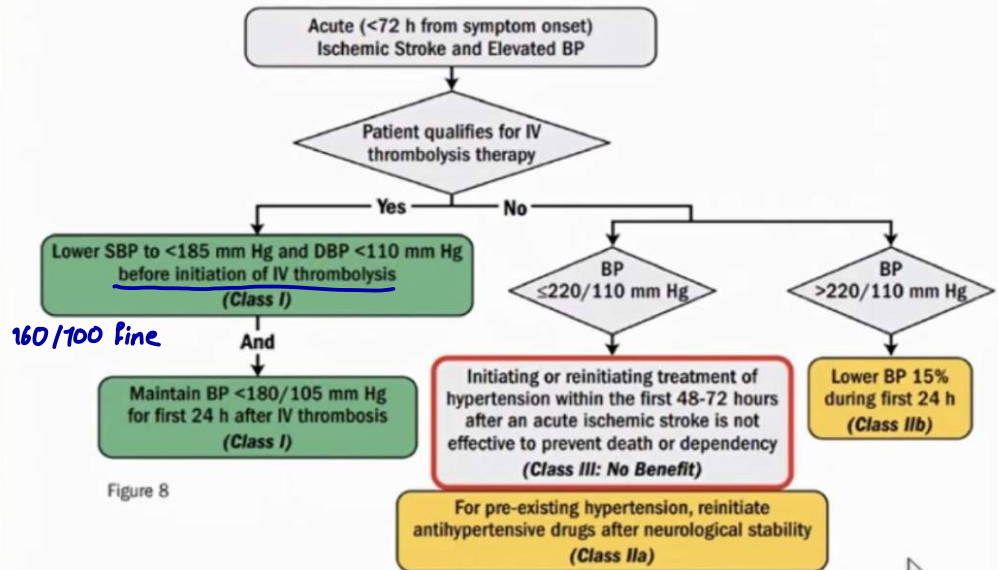 Acute (<72 h from symptom onset)
Ischemic Stroke and Elevated BP
Patient qualifies for IV
thrombolysis therapy
Yes
No
Lower SBP to <185 mm Hg and DBP <110 mm Hg
before initiation of IV thrombolysis
(Class I)
160/100 fine
And
Maintain BP <180/105 mm Hg
for first 24 h after IV thrombosis
(Class I)
BP
≤220/110 mm Hg
BP
>220/110 mm Hg
Initiating or reinitiating treatment of
hypertension within the first 48-72 hours
after an acute ischemic stroke is not
effective to prevent death or dependency
(Class III: No Benefit)
Lower BP 15%
during first 24 h
(Class IIb)
For pre-existing hypertension, reinitiate
antihypertensive drugs after neurological stability
(Class IIa)
Figure 8